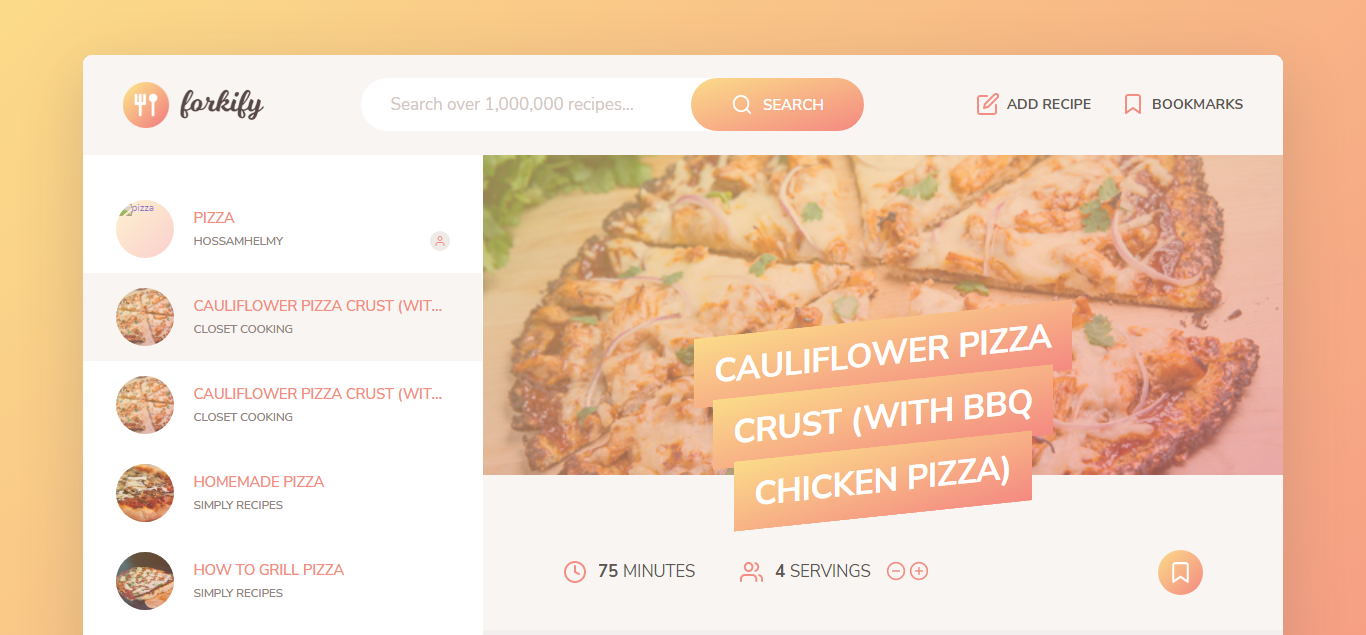 forkify
Search over 1,000,000 recipes...
SEARCH
ADD RECIPE
BOOKMARKS
pizza
PIZZA
HOSSAMHELMY
CAULIFLOWER PIZZA CRUST (WIT...
CLOSET COOKING
CAULIFLOWER PIZZA CRUST (WIT...
CLOSET COOKING
HOMEMADE PIZZA
SIMPLY RECIPES
HOW TO GRILL PIZZA
SIMPLY RECIPES
CAULIFLOWER PIZZA
CRUST (WITH BBQ
CHICKEN PIZZA)
75 MINUTES
4 SERVINGS